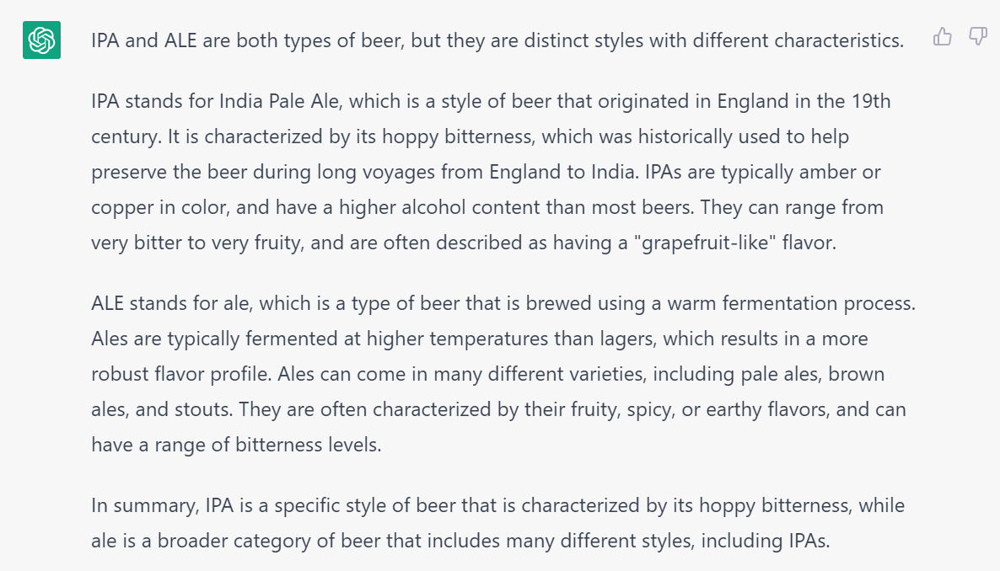 IPA and ALE are both types of beer, but they are distinct styles with different characteristics.
IPA stands for India Pale Ale, which is a style of beer that originated in England in the 19th
century. It is characterized by its hoppy bitterness, which was historically used to help
preserve the beer during long voyages from England to India. IPAs are typically amber or
copper in color, and have a higher alcohol content than most beers. They can range from
very bitter to very fruity, and are often described as having a "grapefruit-like" flavor.
ALE stands for ale, which is a type of beer that is brewed using a warm fermentation process.
Ales are typically fermented at higher temperatures than lagers, which results in a more
robust flavor profile. Ales can come in many different varieties, including pale ales, brown
ales, and stouts. They are often characterized by their fruity, spicy, or earthy flavors, and can
have a range of bitterness levels.
In summary, IPA is a specific style of beer that is characterized by its hoppy bitterness, while
ale is a broader category of beer that includes many different styles, including IPAs.